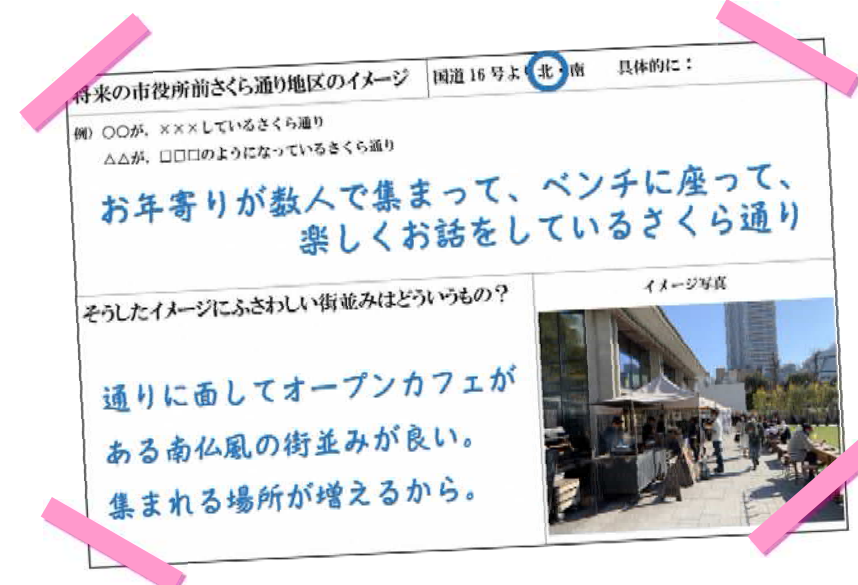 将来の市役所前さくら通り地区のイメージ
国道16号より 北・南 具体的に：
例）〇〇が、×××しているさくら通り
△△が、□□□のようになっているさくら通り
お年寄りが数人で集まって、ベンチに座って、
楽しくお話をしているさくら通り
そうしたイメージにふさわしい街並みはどういうもの？
イメージ写真
通りに面してオープンカフェが
ある南仏風の街並みが良い。
集まれる場所が増えるから。